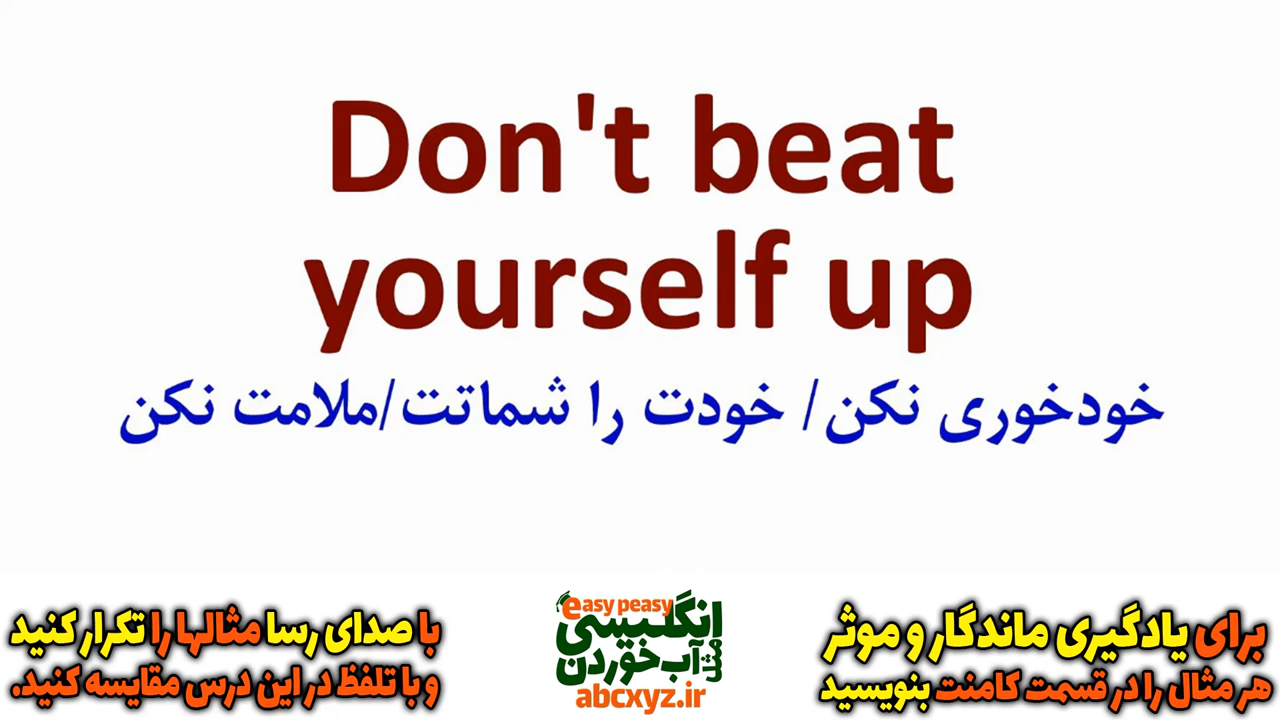 Don't beat
yourself up
خودخوری نکن/ خودت را شماتت/ملامت نکن
برای یادگیری ماندگار و موثر
هر مثال را در قسمت کامنت بنویسید
easy peasy
انگلیسی
مثل آب خوردن
abcxyz.ir
با صدای رسا مثالها را تکرار کنید
و با تلفظ در این درس مقایسه کنید.